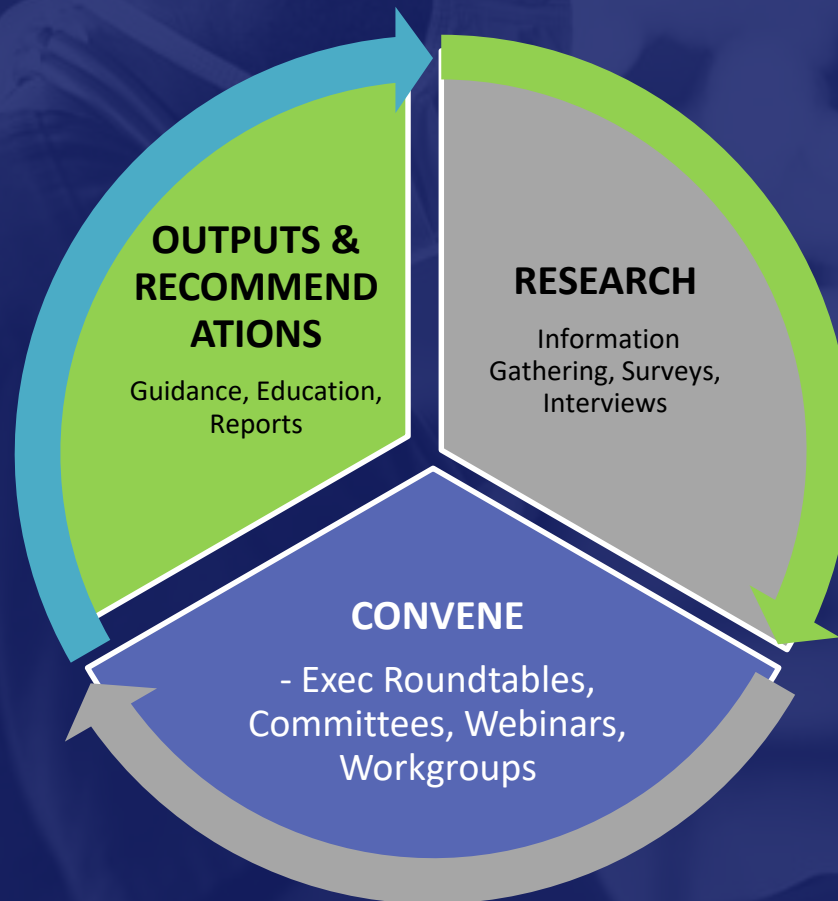 OUTPUTS &
RECOMMEND
ATIONS
Guidance, Education,
Reports
RESEARCH
Information
Gathering, Surveys,
Interviews
CONVENE
- Exec Roundtables,
Committees, Webinars,
Workgroups